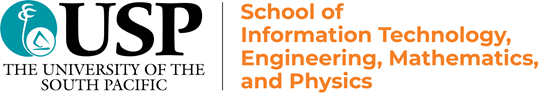 USP
THE UNIVERSITY OF THE
SOUTH PACIFIC
School of
Information Technology,
Engineering, Mathematics,
and Physics